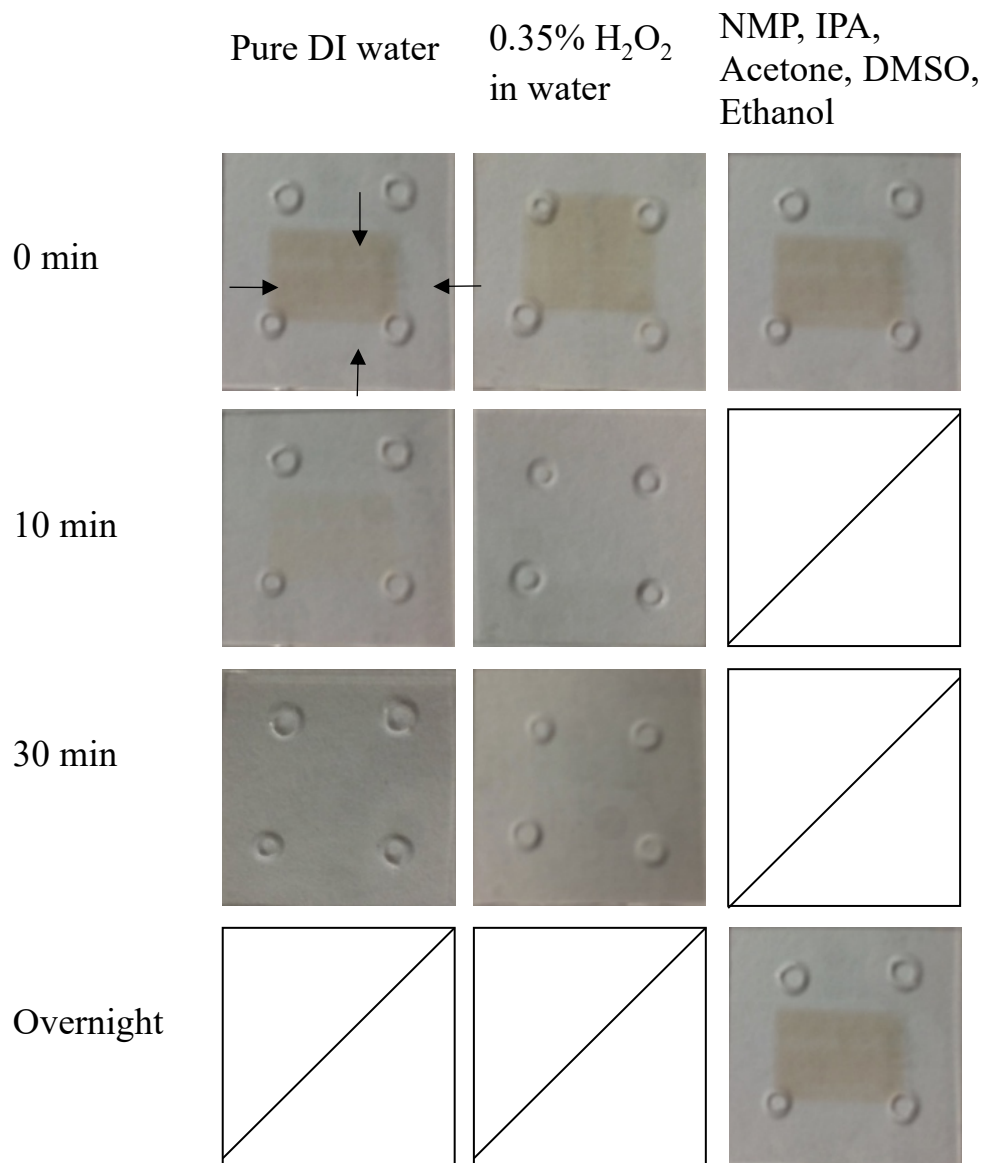 Pure DI water
0.35% H₂O₂
in water
NMP, IPA,
Acetone, DMSO,
Ethanol
0 min
10 min
30 min
Overnight